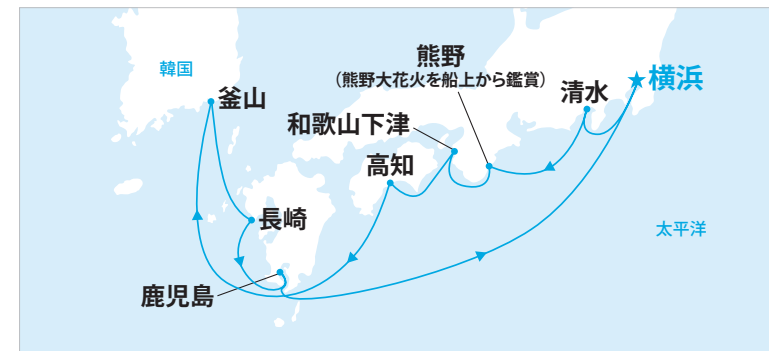 熊野
（熊野大花火を船上から鑑賞）
韓国
釜山
清水
横浜
和歌山下津
高知
長崎
太平洋
鹿児島